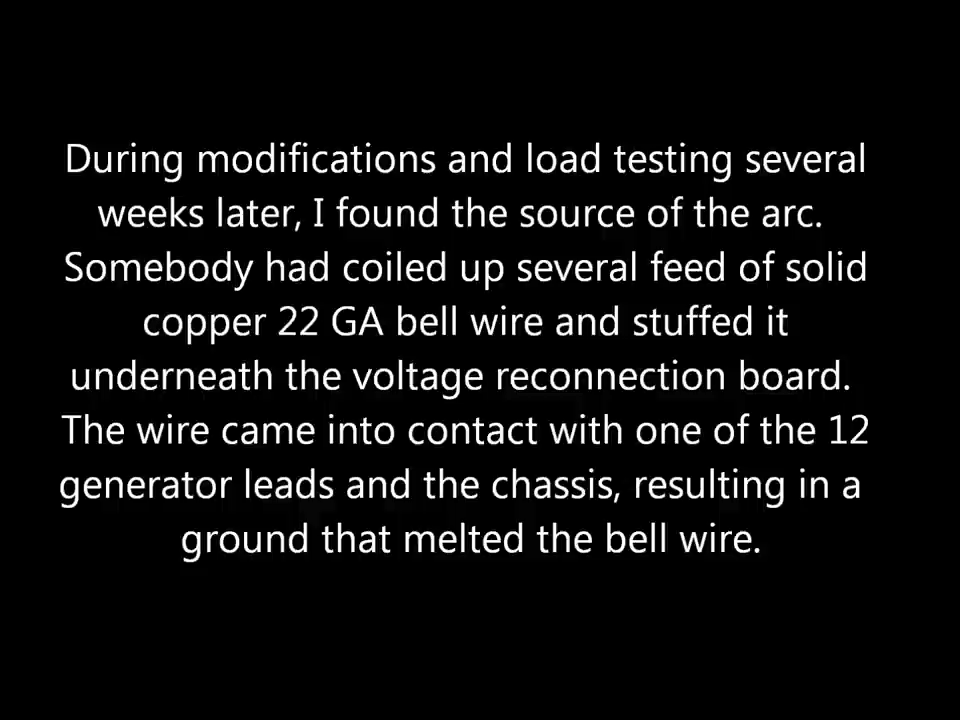 During modifications and load testing several
weeks later, I found the source of the arc.
Somebody had coiled up several feed of solid
copper 22 GA bell wire and stuffed it
underneath the voltage reconnection board.
The wire came into contact with one of the 12
generator leads and the chassis, resulting in a
ground that melted the bell wire.